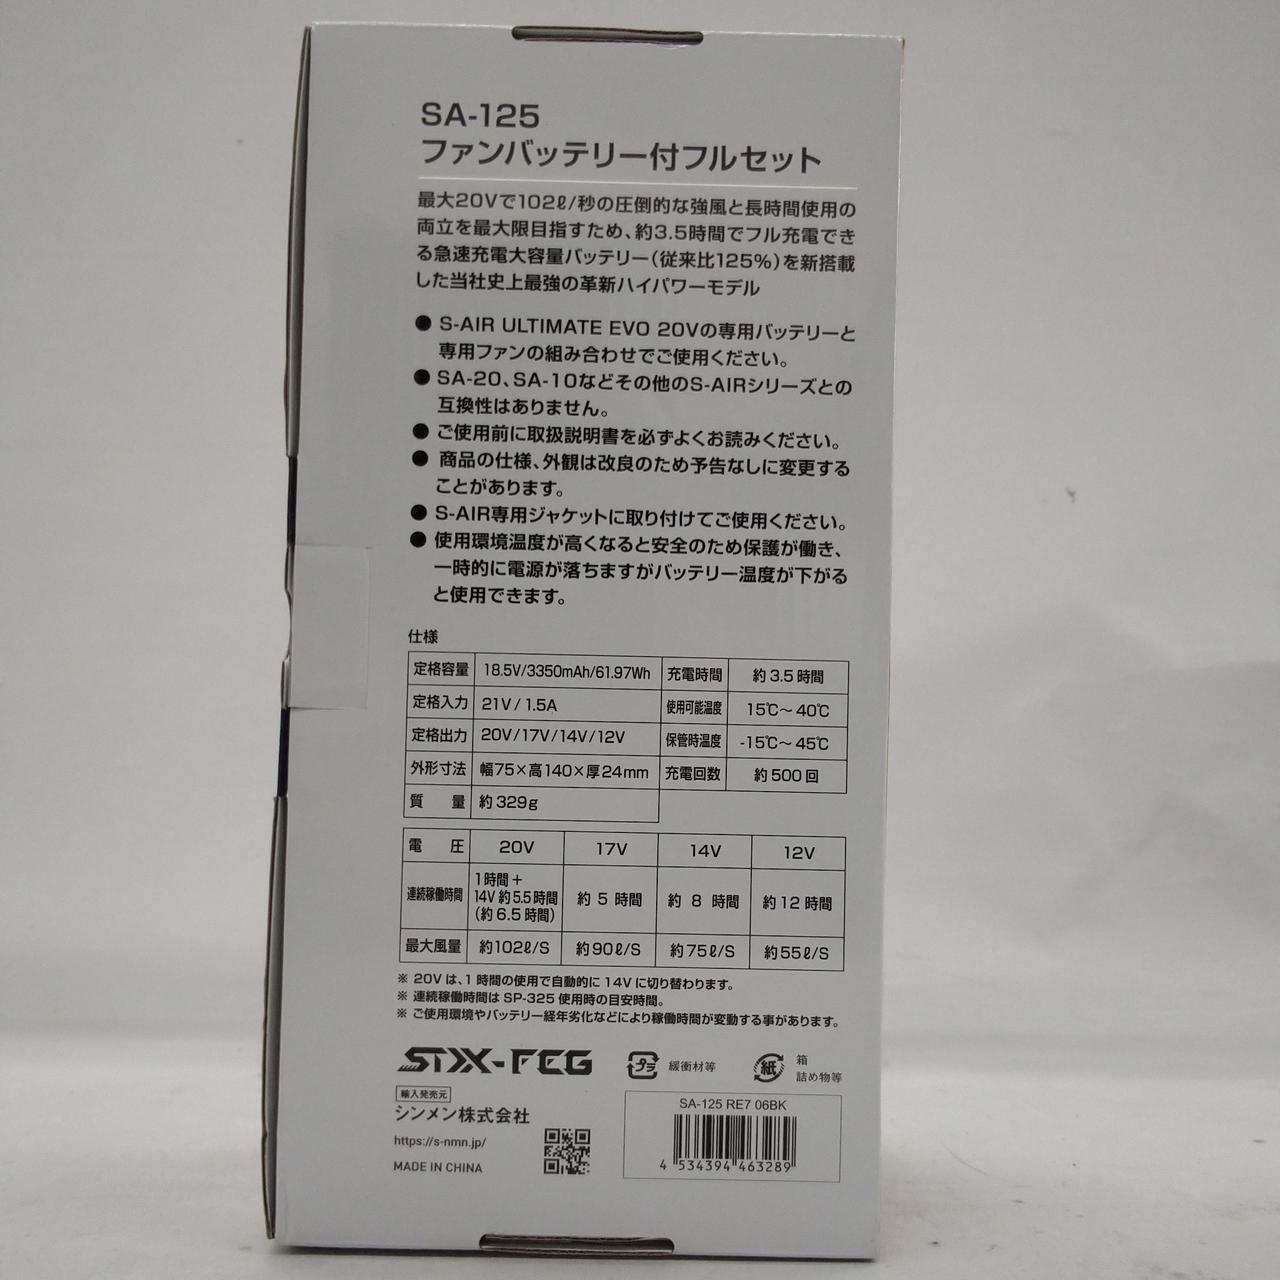 SA-125
ファンバッテリー付フルセット
最大20Vで102ℓ/秒の圧倒的な強風と長時間使用の
両立を最大限目指すため、約3.5時間でフル充電でき
る急速充電大容量バッテリー(従来比125%)を新搭載
した当社史上最強の革新ハイパワーモデル
● S-AIR ULTIMATE EVO 20Vの専用バッテリーと
専用ファンの組み合わせでご使用ください。
● SA-20、SA-10などその他のS-AIRシリーズとの
互換性はありません。
● ご使用前に取扱説明書を必ずよくお読みください。
● 商品の仕様、外観は改良のため予告なしに変更する
ことがあります。
● S-AIR専用ジャケットに取り付けてご使用ください。
● 使用環境温度が高くなると安全のため保護が働き、
一時的に電源が落ちますがバッテリー温度が下がる
と使用できます。
仕様
定格容量 18.5V/3350mAh/61.97Wh 充電時間 約3.5時間
定格入力 21V/1.5A 使用可能温度 15℃～40℃
定格出力 20V/17V/14V/12V 保管時温度 -15℃～45℃
外形寸法 幅75×高140×厚24mm 充電回数 約500回
質 量 約329g
電 圧 20V 17V 14V 12V
連続稼働時間 1時間+ 14V 約5.5時間 (約6.5時間) 約5時間 約8時間 約12時間
最大風量 約102ℓ/S 約90ℓ/S 約75ℓ/S 約55ℓ/S
※ 20Vは、1時間の使用で自動的に14Vに切り替わります。
※ 連続稼働時間はSP-325使用時の目安時間。
※ ご使用環境やバッテリー経年劣化などにより稼働時間が変動する事があります。
プラ 緩衝材等
紙 箱
詰め物等
輸入発売元
シンメン株式会社
https://s-nmn.jp/
MADE IN CHINA
SA-125 RE7 06BK
4 534394 463289